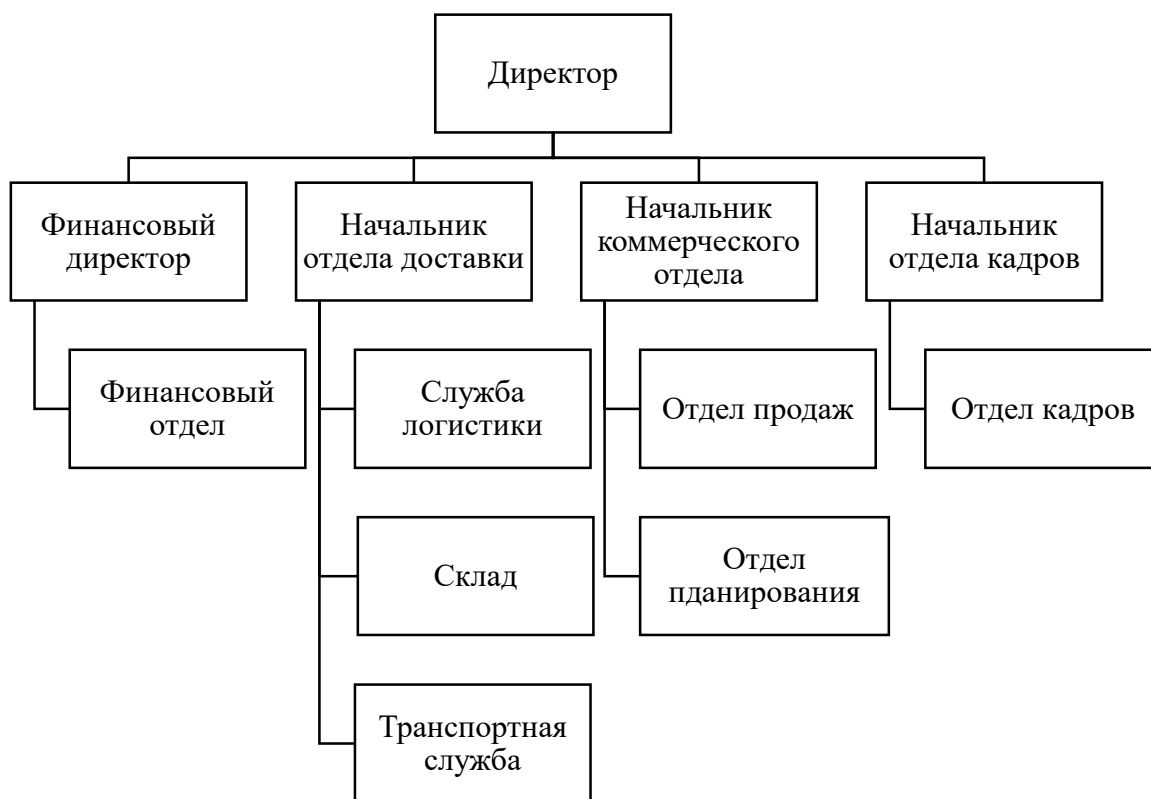 Директор
Финансовый
директор
Начальник
отдела доставки
Начальник
коммерческого
отдела
Начальник
отдела кадров
Финансовый
отдел
Служба
логистики
Отдел продаж
Отдел кадров
Склад
Отдел
пданирования
Транспортная
служба